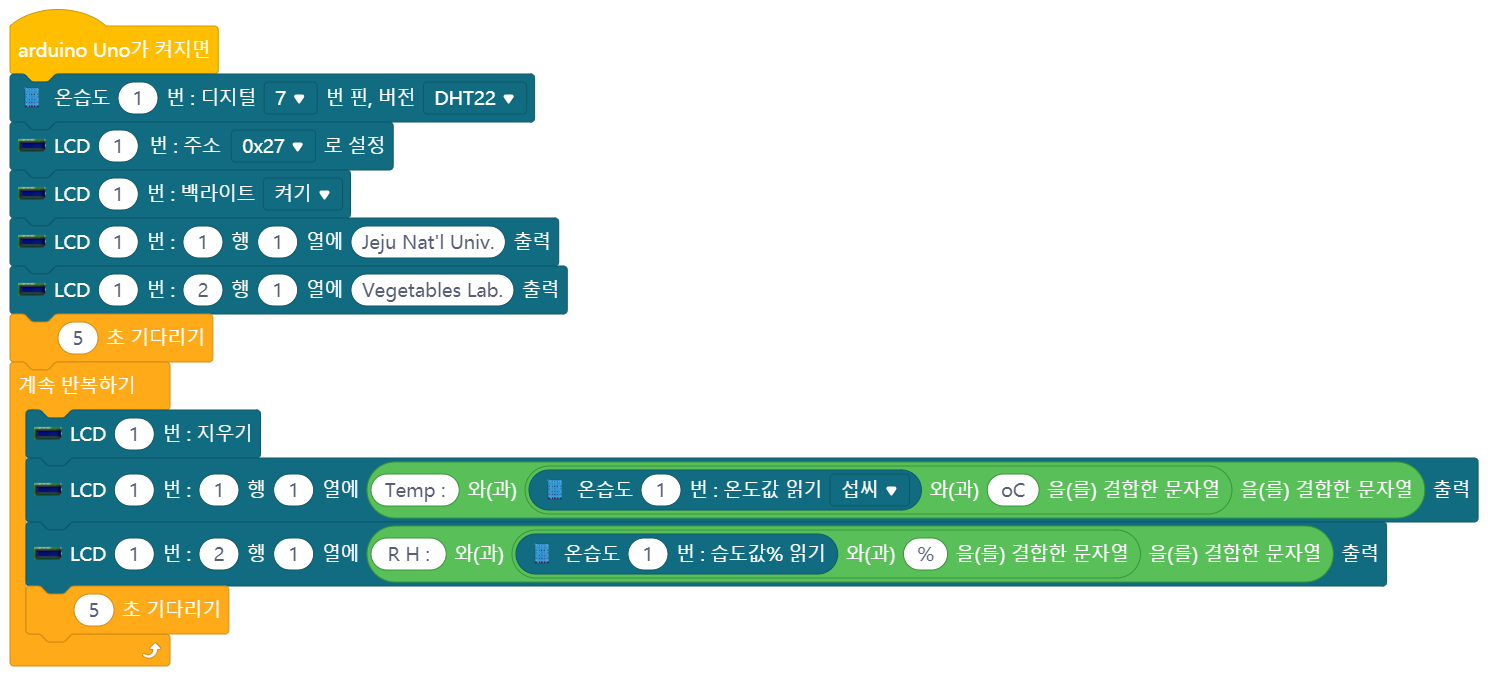 arduino Uno가 켜지면
온습도 1 번 : 디지털 7 번 핀, 버전 DHT22
LCD 1 번 : 주소 0x27 로 설정
LCD 1 번 : 백라이트 켜기
LCD 1 번 : 1 행 1 열에 Jeju Nat'l Univ. 출력
LCD 1 번 : 2 행 1 열에 Vegetables Lab. 출력
5 초 기다리기
계속 반복하기
LCD 1 번 : 지우기
LCD 1 번 : 1 행 1 열에 Temp : 와(과) 온습도 1 번 : 온도값 읽기 섭씨 와(과) oC 을(를) 결합한 문자열 을(를) 결합한 문자열 출력
LCD 1 번 : 2 행 1 열에 R H : 와(과) 온습도 1 번 : 습도값% 읽기 와(과) % 을(를) 결합한 문자열 을(를) 결합한 문자열 출력
5 초 기다리기